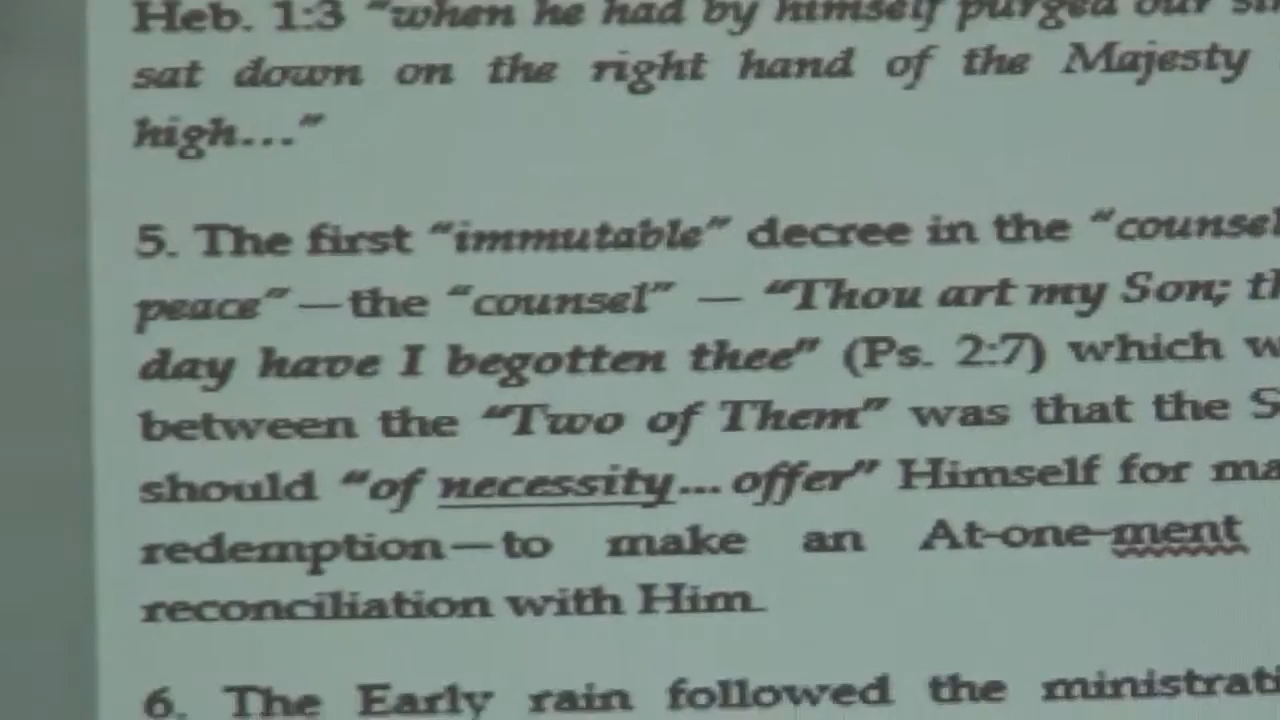 Heb. 1:3 “when he had by himself purged our
sat down on the right hand of the Majesty
high...”
5. The first “immutable” decree in the “counsel
peace”—the “counsel” — “Thou art my Son;
day have I begotten thee” (Ps. 2:7) which
between the “Two of Them” was that the
should “of necessity... offer” Himself for
redemption—to make an At-one-ment
reconciliation with Him.
6. The Early rain followed the